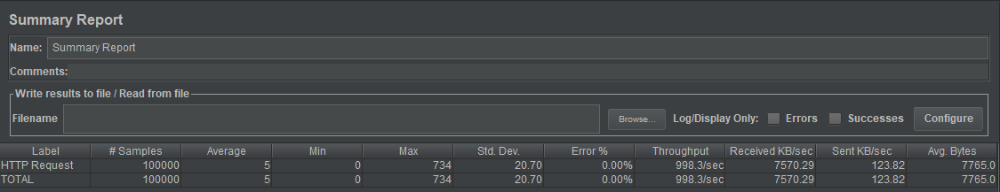 Summary Report
Name: Summary Report
Comments:
Write results to file / Read from file
Filename Browse... Log/Display Only: Errors Successes Configure
Label # Samples Average Min Max Std. Dev. Error % Throughput Received KB/sec Sent KB/sec Avg. Bytes
HTTP Request 100000 5 0 734 20.70 0.00% 998.3/sec 7570.29 123.82 7765.0
TOTAL 100000 5 0 734 20.70 0.00% 998.3/sec 7570.29 123.82 7765.0